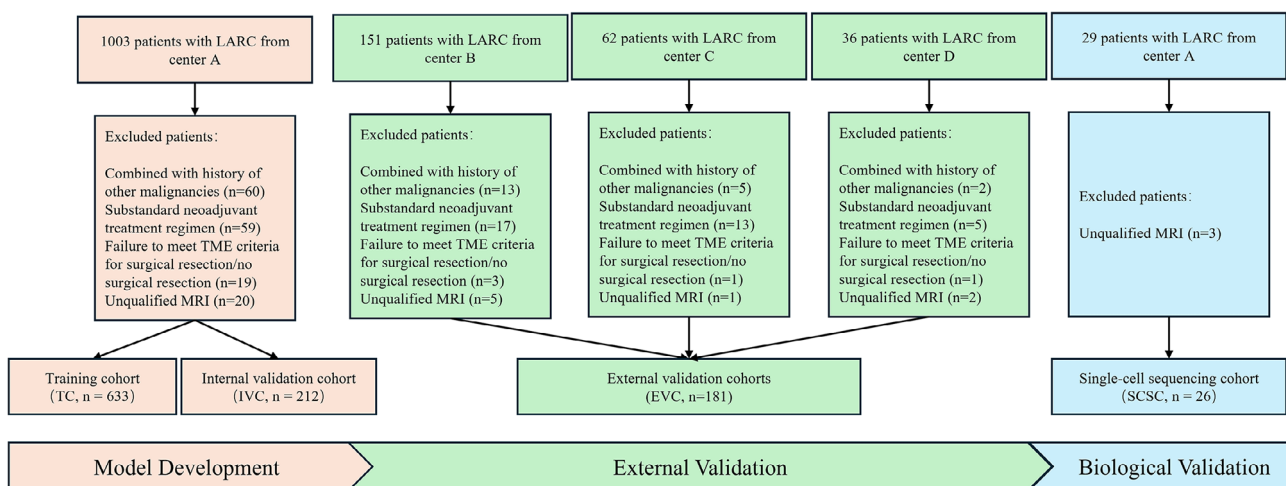 1003 patients with LARC from
center A
151 patients with LARC from
center B
62 patients with LARC from
center C
36 patients with LARC from
center D
29 patients with LARC from
center A
Excluded patients:
Combined with history of
other malignancies (n=60)
Substandard neoadjuvant
treatment regimen
(n=59)
Failure to meet TME criteria
for surgical resection/no
surgical resection
(n=19)
Unqualified MRI (n=20)
Excluded patients:
Combined with history of
other malignancies (n=13)
Substandard neoadjuvant
treatment regimen (n=17)
Failure to meet TME criteria
for surgical resection/no
surgical resection (n=3)
Unqualified MRI (n=5)
Excluded patients:
Combined with history of
other malignancies (n=5)
Substandard neoadjuvant
treatment regimen (n=13)
Failure to meet TME criteria
for surgical resection/no
surgical resection (n=1)
Unqualified MRI (n=1)
Excluded patients:
Combined with history of
other malignancies (n=2)
Substandard neoadjuvant
treatment regimen (n=5)
Failure to meet TME criteria
for surgical resection/no
surgical resection (n=1)
Unqualified MRI (n=2)
Excluded patients:
Unqualified MRI (n=3)
Training cohort
(TC, n = 633)
Internal validation cohort
(IVC, n = 212)
External validation cohorts
(EVC, n=181)
Single-cell sequencing cohort
(SCSC, n = 26)
Model Development
External Validation
Biological Validation